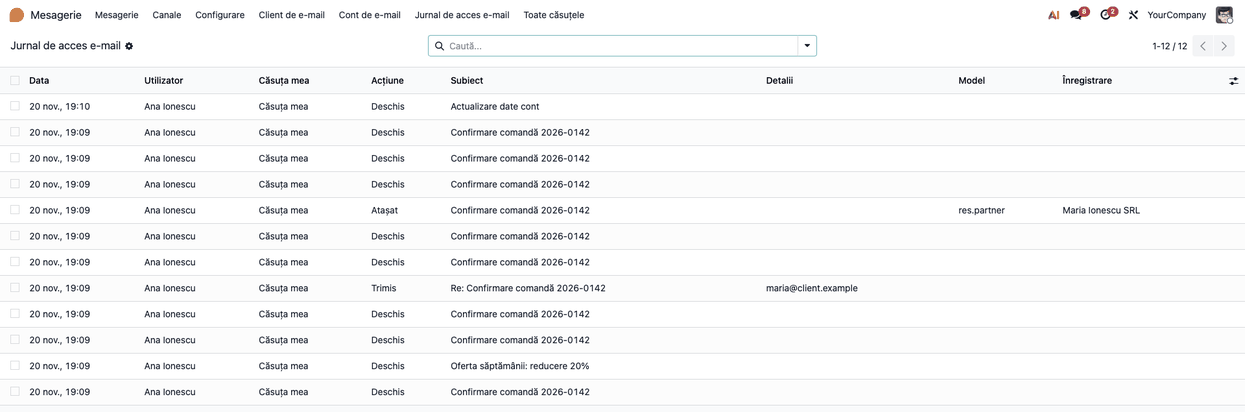 Mesagerie Mesagerie Canale Configurare Client de e-mail Cont de e-mail Jurnal de acces e-mail Toate căsuțele AI 8 2 YourCompany
Jurnal de acces e-mail Caută... 1-12 / 12
Data Utilizator Căsuța mea Acțiune Subiect Detalii Model Înregistrare
20 nov., 19:10 Ana Ionescu Căsuța mea Deschis Actualizare date cont
20 nov., 19:09 Ana Ionescu Căsuța mea Deschis Confirmare comandă 2026-0142
20 nov., 19:09 Ana Ionescu Căsuța mea Deschis Confirmare comandă 2026-0142
20 nov., 19:09 Ana Ionescu Căsuța mea Deschis Confirmare comandă 2026-0142
20 nov., 19:09 Ana Ionescu Căsuța mea Atașat Confirmare comandă 2026-0142 res.partner Maria Ionescu SRL
20 nov., 19:09 Ana Ionescu Căsuța mea Deschis Confirmare comandă 2026-0142
20 nov., 19:09 Ana Ionescu Căsuța mea Deschis Confirmare comandă 2026-0142
20 nov., 19:09 Ana Ionescu Căsuța mea Trimis Re: Confirmare comandă 2026-0142 maria@client.example
20 nov., 19:09 Ana Ionescu Căsuța mea Deschis Confirmare comandă 2026-0142
20 nov., 19:09 Ana Ionescu Căsuța mea Deschis Confirmare comandă 2026-0142
20 nov., 19:09 Ana Ionescu Căsuța mea Deschis Oferta săptămânii: reducere 20%
20 nov., 19:09 Ana Ionescu Căsuța mea Deschis Confirmare comandă 2026-0142